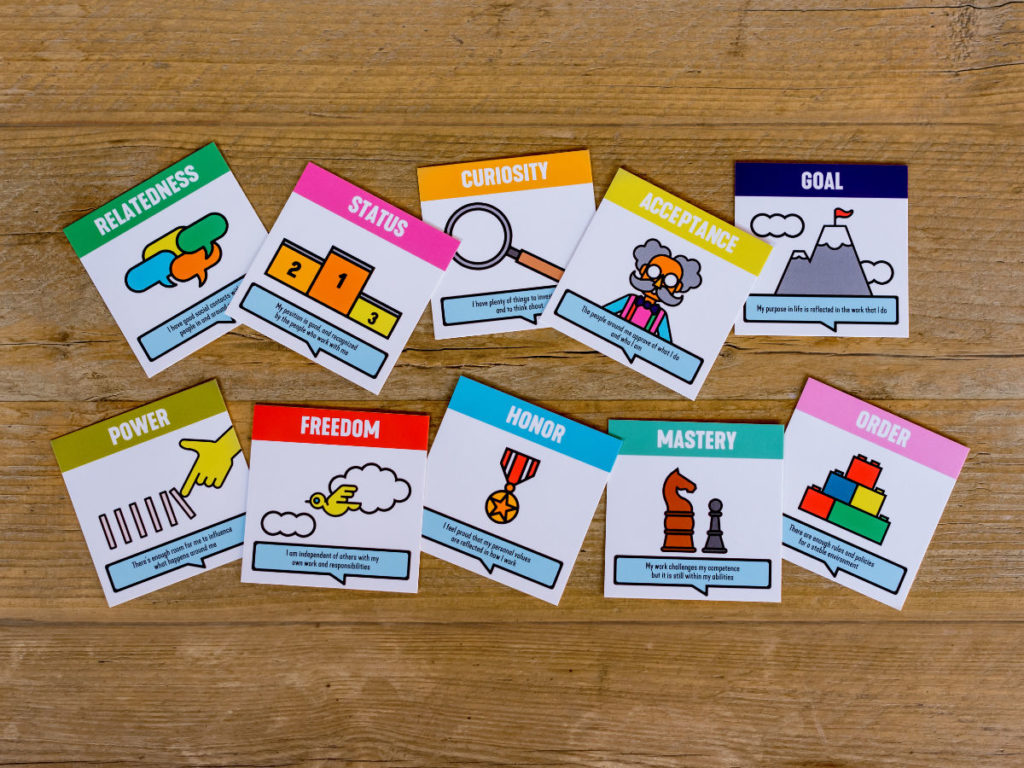 RELATEDNESS
I have good social contacts
people in and around
STATUS
2
1
3
My position is good, and recognized
by the people who work with me
CURIOSITY
I have plenty of things to
and to think about
ACCEPTANCE
The people around me approve of what I do
and who I am
GOAL
My purpose in life is reflected in the work that I do
POWER
There's enough room for me to influence
what happens around me
FREEDOM
I am independent of others with my
own work and responsibilities
HONOR
I feel proud that my personal values
are reflected in how I work
MASTERY
My work challenges my competence
but it is still within my abilities
ORDER
There are enough rules and policies
for a stable environment